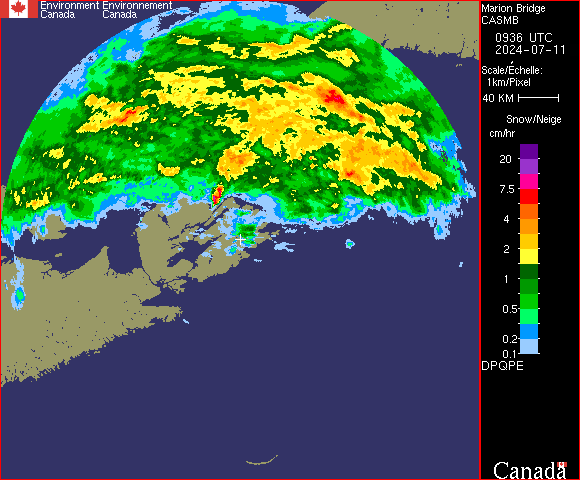 Environment Environnement
Canada Canada
Marion Bridge
CASMB
0936 UTC
2024-07-11
Scale/Échelle:
1km/Pixel
40 KM
Snow/Neige
cm/hr
20
7.5
4
2
1
0.5
0.2
0.1
DPQPE
Canada